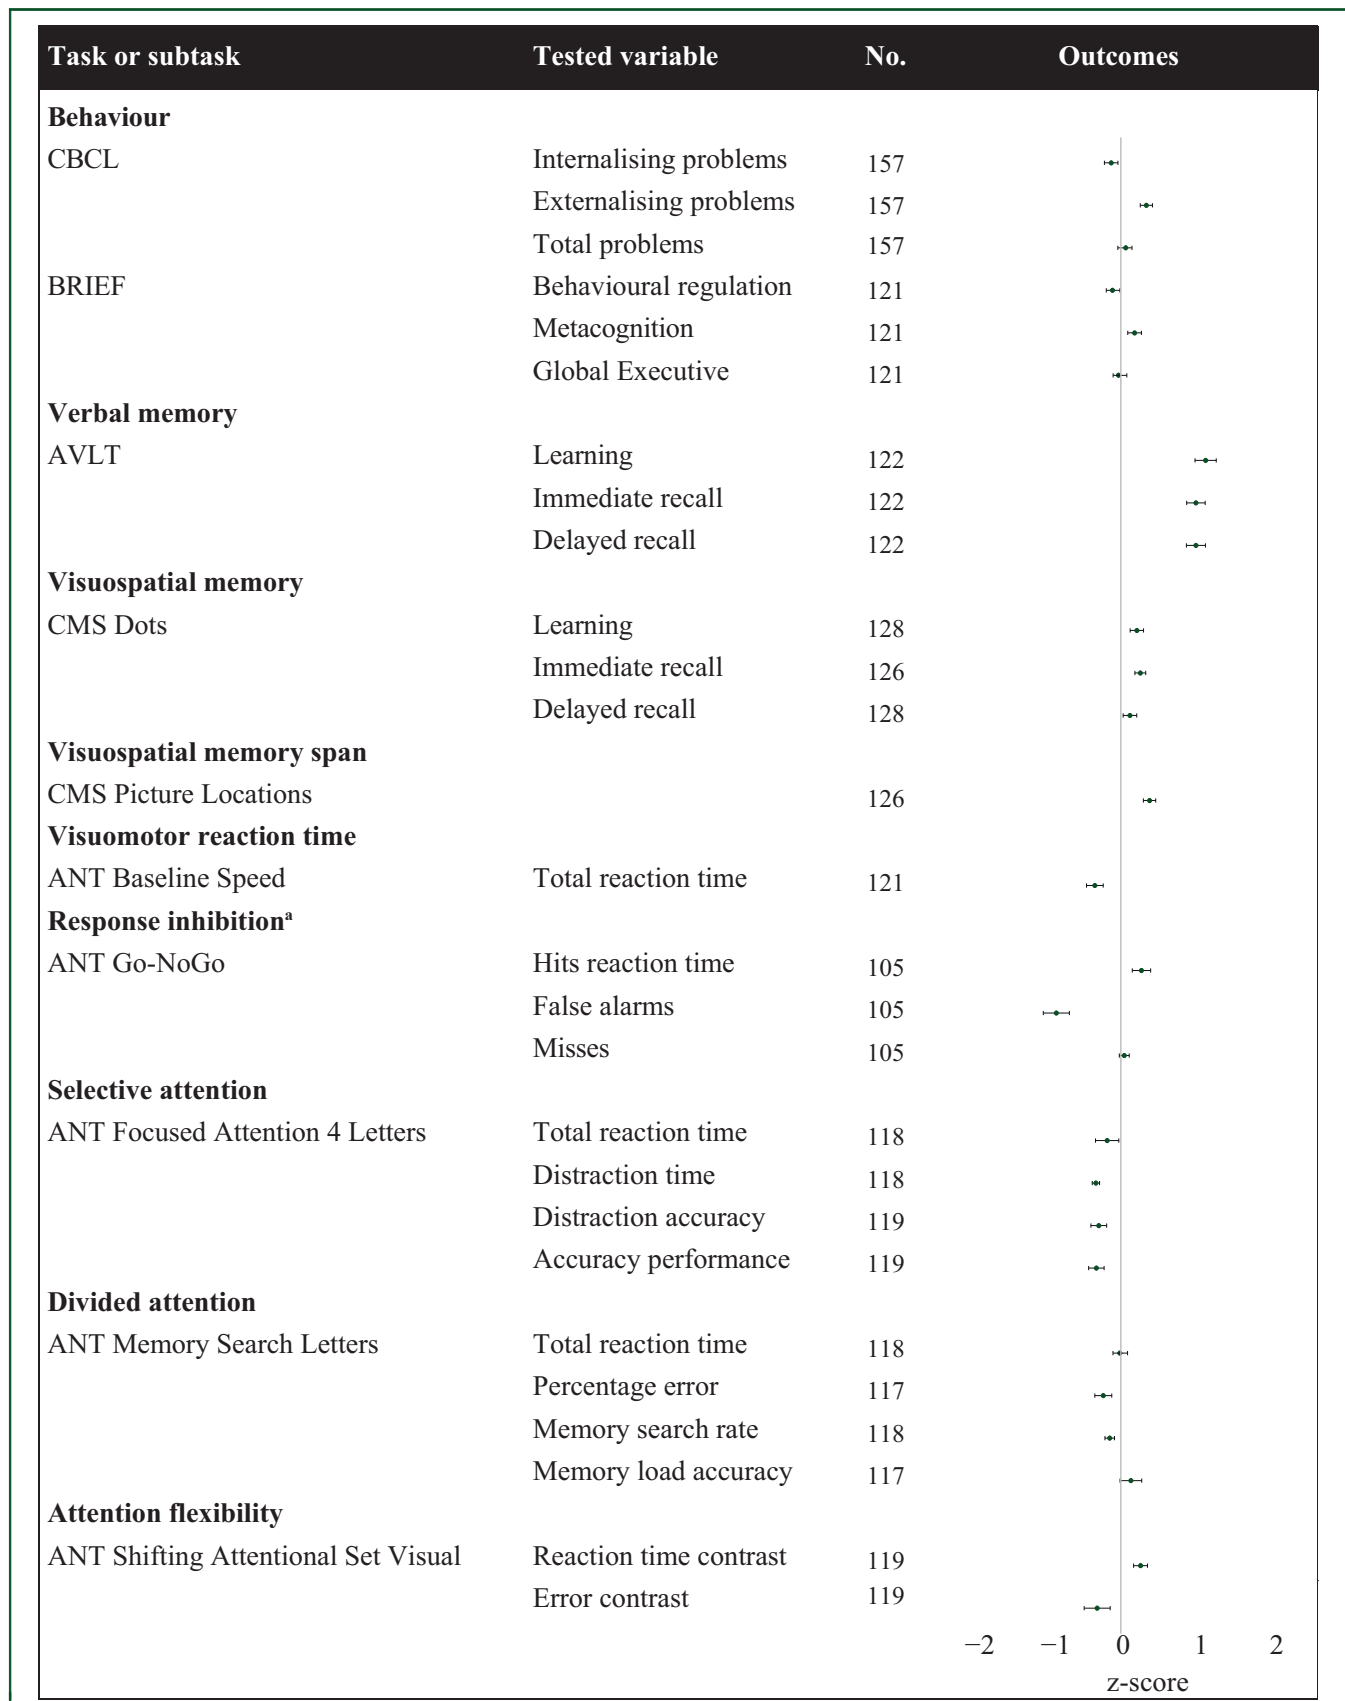 Task or subtask Tested variable No. Outcomes
Behaviour
CBCL Internalising problems 157
Externalising problems 157
Total problems 157
BRIEF Behavioural regulation 121
Metacognition 121
Global Executive 121
Verbal memory
AVLT Learning 122
Immediate recall 122
Delayed recall 122
Visuospatial memory
CMS Dots Learning 128
Immediate recall 126
Delayed recall 128
Visuospatial memory span
CMS Picture Locations 126
Visuomotor reaction time
ANT Baseline Speed Total reaction time 121
Response inhibitionᵃ
ANT Go-NoGo Hits reaction time 105
False alarms 105
Misses 105
Selective attention
ANT Focused Attention 4 Letters Total reaction time 118
Distraction time 118
Distraction accuracy 119
Accuracy performance 119
Divided attention
ANT Memory Search Letters Total reaction time 118
Percentage error 117
Memory search rate 118
Memory load accuracy 117
Attention flexibility
ANT Shifting Attentional Set Visual Reaction time contrast 119
Error contrast 119
−2 −1 0 1 2
z-score